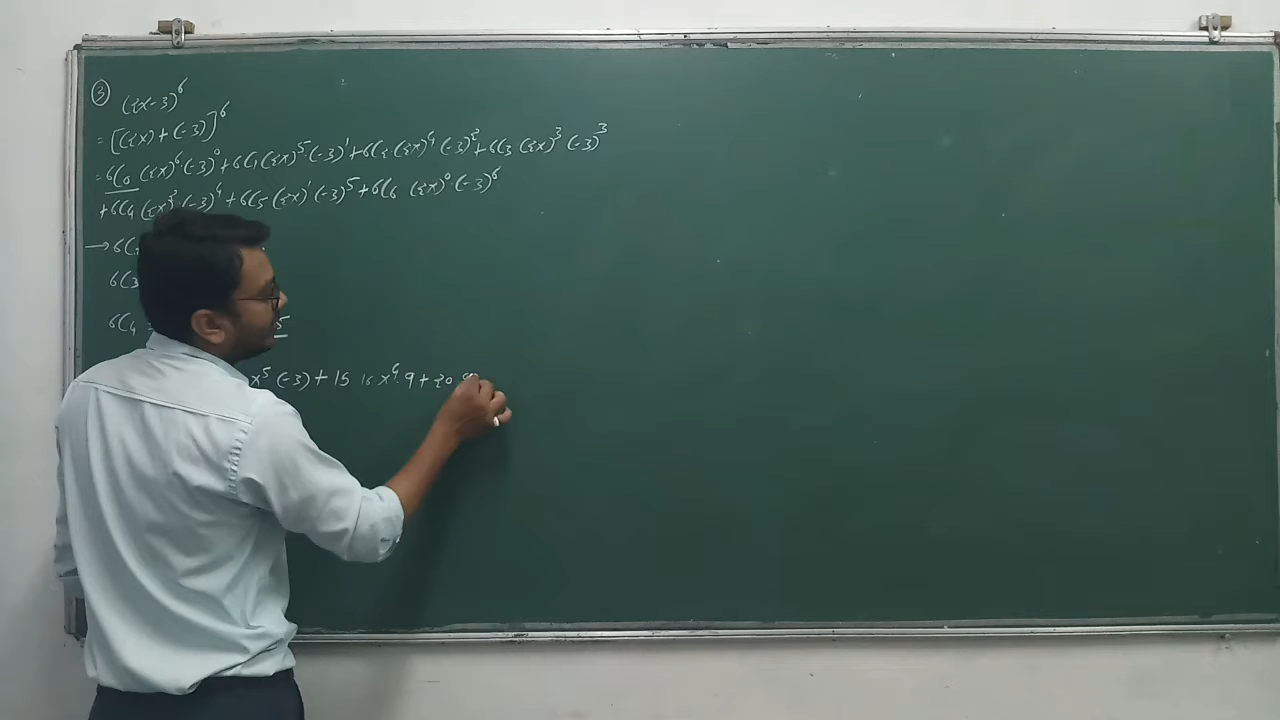 ③ (2x-3)⁶
= [(2x) + (-3)]⁶
= 6C₀ (2x)⁶ (-3)⁰ + 6C₁ (2x)⁵ (-3)¹ + 6C₂ (2x)⁴ (-3)² + 6C₃ (2x)³ (-3)³
+ 6C₄ (2x)² (-3)⁴ + 6C₅ (2x)¹ (-3)⁵ + 6C₆ (2x)⁰ (-3)⁶
→ 6C
6C₃
6C₄ = 5
x⁵ (-3) + 15 16 x⁴ . 9 + 20